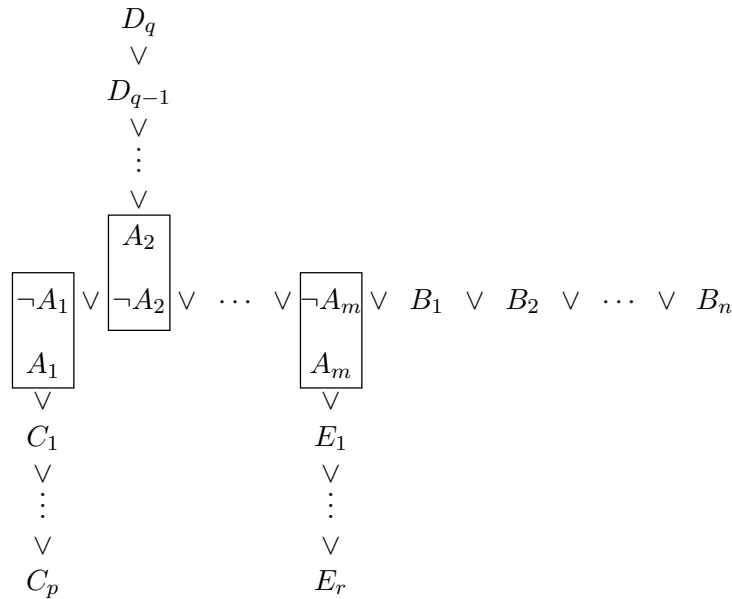 D_q
∨
D_{q−1}
∨
⋮
∨
A_2
¬A_1 ∨ ¬A_2 ∨ ⋯ ∨ ¬A_m ∨ B_1 ∨ B_2 ∨ ⋯ ∨ B_n
A_1 A_m
∨ ∨
C_1 E_1
∨ ∨
⋮ ⋮
∨ ∨
C_p E_r